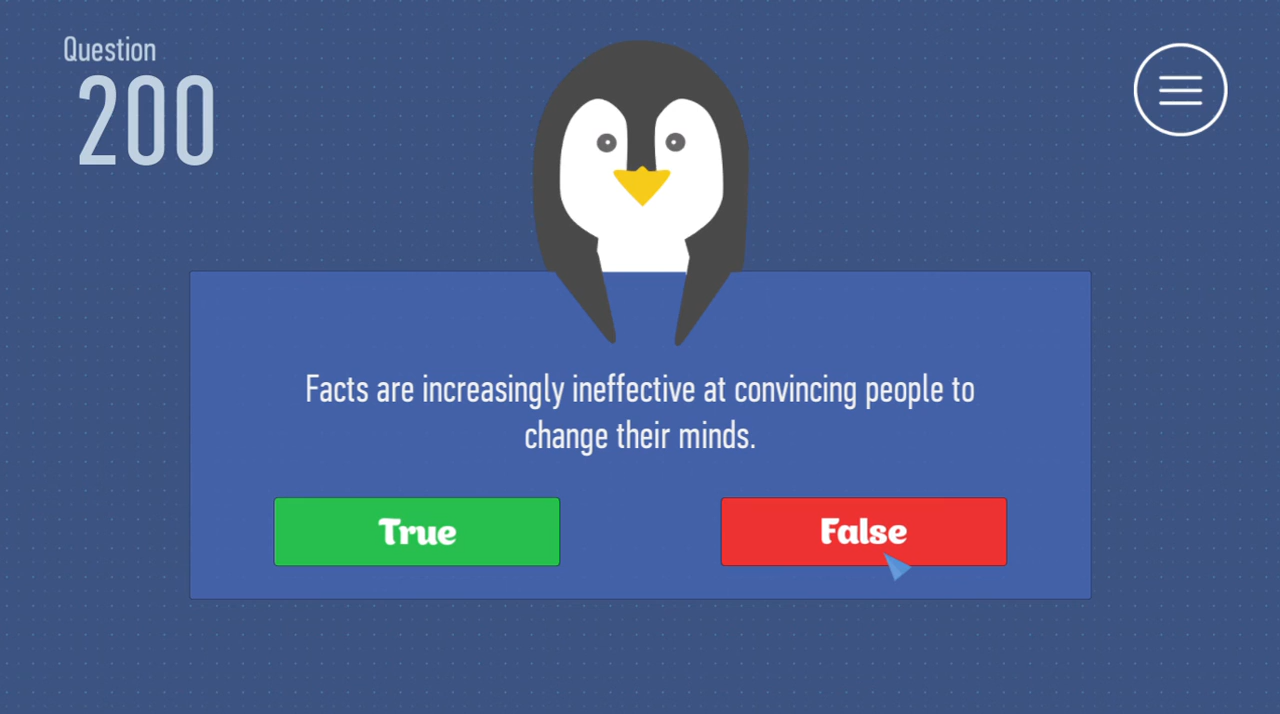 Question
200
Facts are increasingly ineffective at convincing people to
change their minds.
True
False